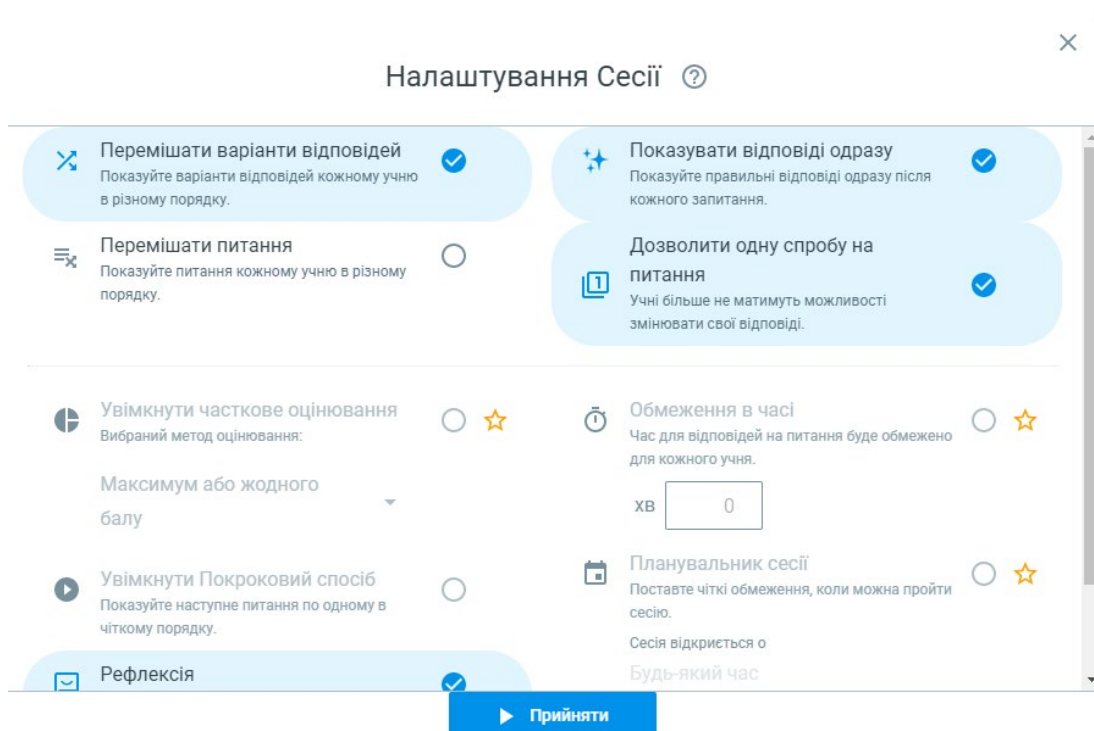 Налаштування Сесії
Перемішати варіанти відповідей
Показуйте варіанти відповідей кожному учню
в різному порядку.
Показувати відповіді одразу
Показуйте правильні відповіді одразу після
кожного запитання.
Перемішати питання
Показуйте питання кожному учню в різному
порядку.
Дозволити одну спробу на
питання
Учні більше не матимуть можливості
змінювати свої відповіді.
1
Увімкнути часткове оцінювання
Вибраний метод оцінювання:
Максимум або жодного
балу
Обмеження в часі
Час для відповідей на питання буде обмежено
для кожного учня.
ХВ 0
Увімкнути Покроковий спосіб
Показуйте наступне питання по одному в
чіткому порядку.
Планувальник сесії
Поставте чіткі обмеження, коли можна пройти
сесію.
Сесія відкриється о
Будь-який час
Рефлексія
Прийняти